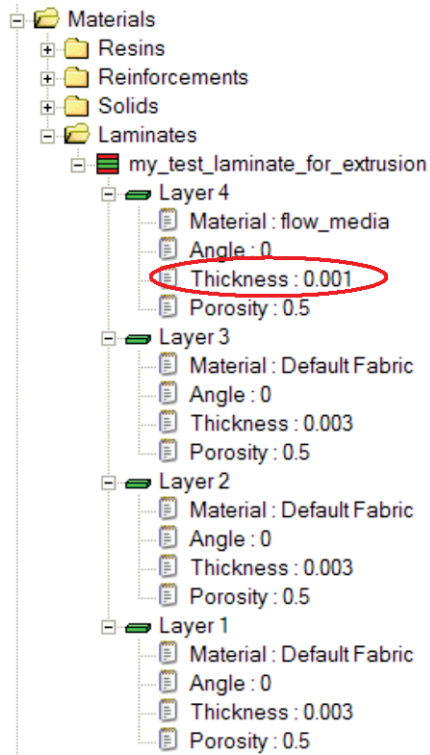 Materials
Resins
Reinforcements
Solids
Laminates
my_test_laminate_for_extrusion
Layer 4
Material : flow_media
Angle : 0
Thickness : 0.001
Porosity : 0.5
Layer 3
Material : Default Fabric
Angle : 0
Thickness : 0.003
Porosity : 0.5
Layer 2
Material : Default Fabric
Angle : 0
Thickness : 0.003
Porosity : 0.5
Layer 1
Material : Default Fabric
Angle : 0
Thickness : 0.003
Porosity : 0.5